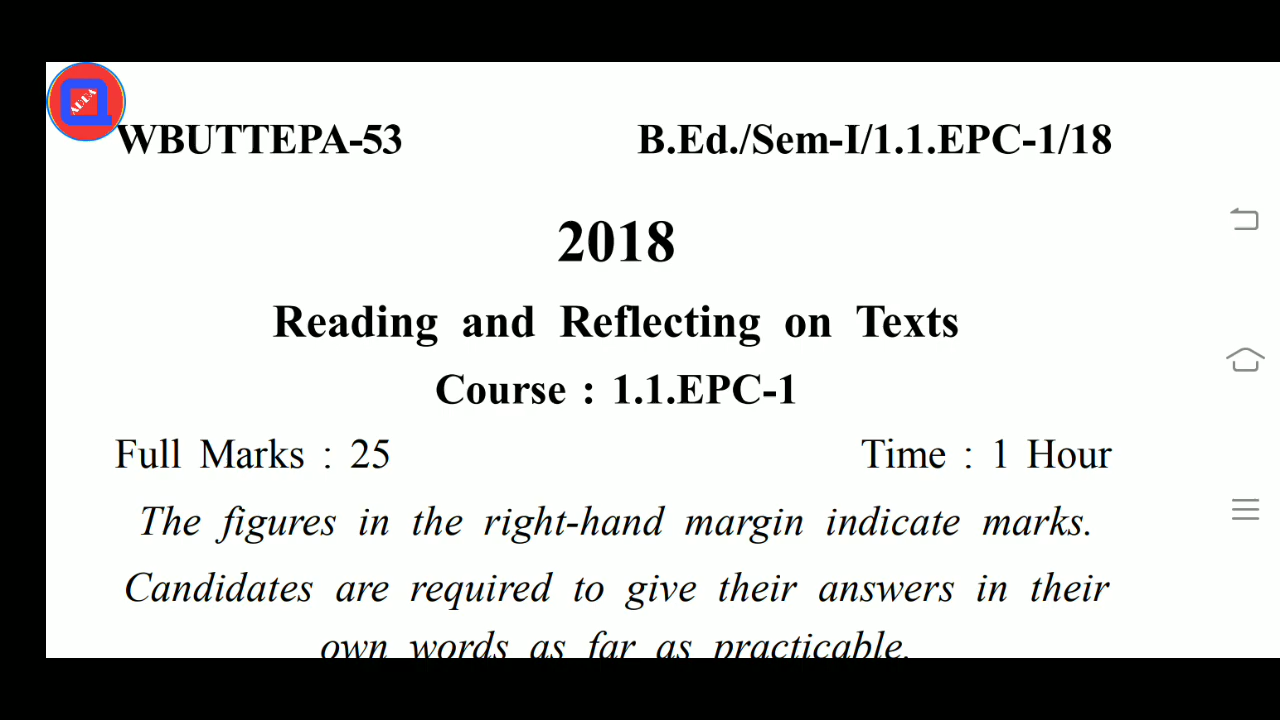 ADDA
WBUTTEPA-53 B.Ed./Sem-I/1.1.EPC-1/18
2018
Reading and Reflecting on Texts
Course : 1.1.EPC-1
Full Marks : 25 Time : 1 Hour
The figures in the right-hand margin indicate marks.
Candidates are required to give their answers in their
own words as far as practicable.